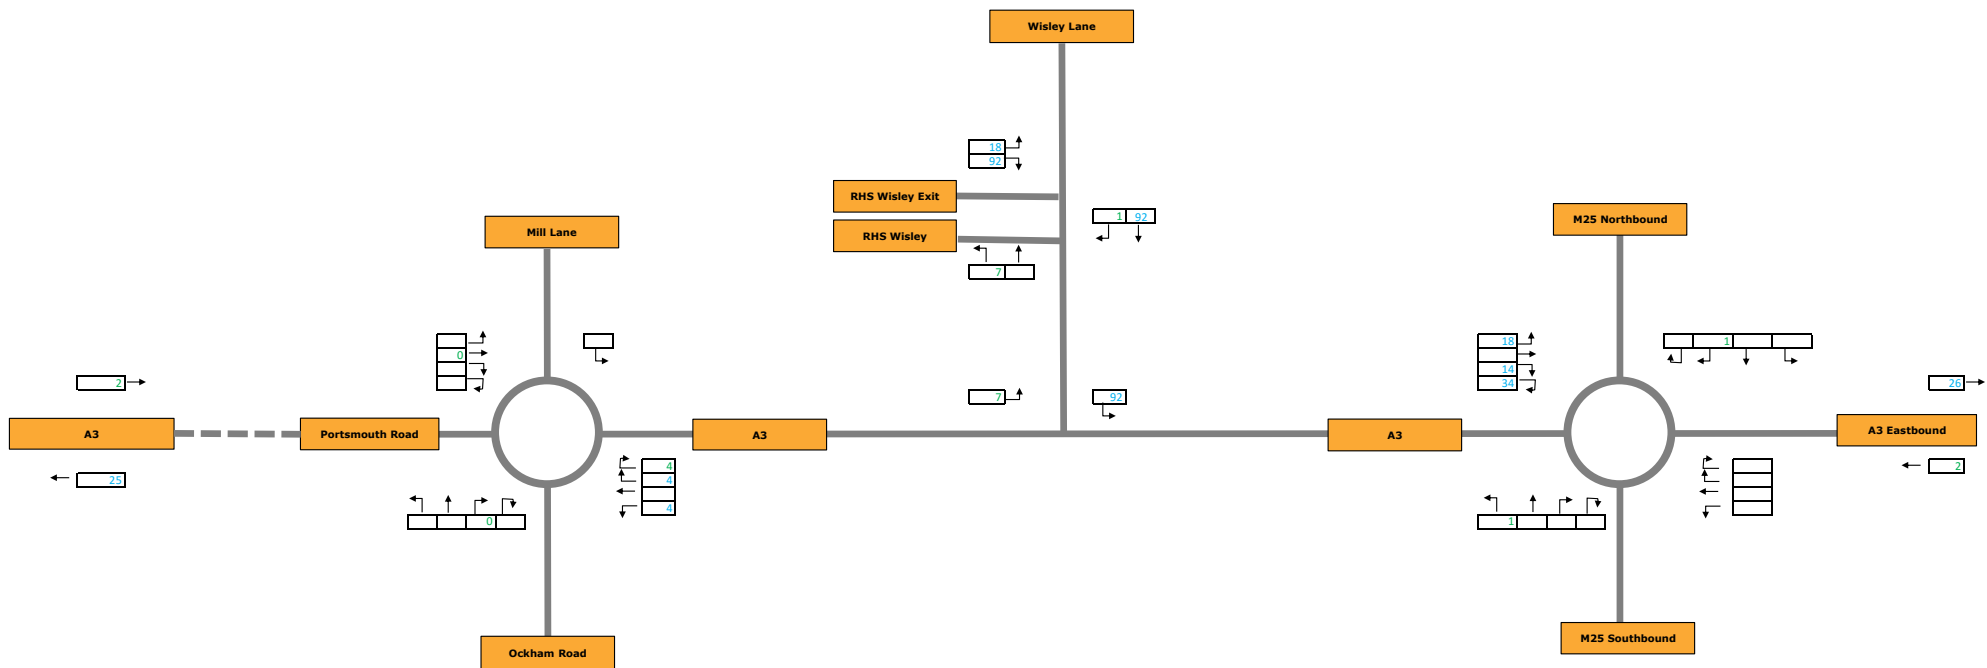 Wisley Lane
18
92
RHS Wisley Exit
1 92
RHS Wisley
Mill Lane
M25 Northbound
7
0
18
14
34
1
2
26
7
92
A3
Portsmouth Road
A3
A3
A3 Eastbound
25
4
4
4
2
0
1
Ockham Road
M25 Southbound